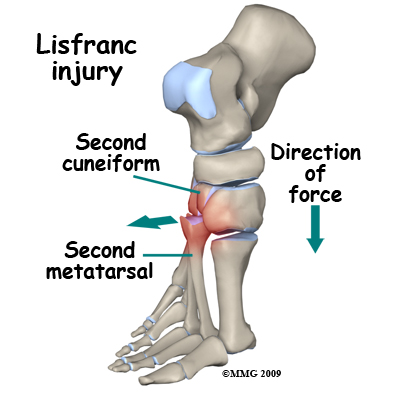 Lisfranc
injury
Second
cuneiform
Direction
of
force
Second
metatarsal
©MMG 2009